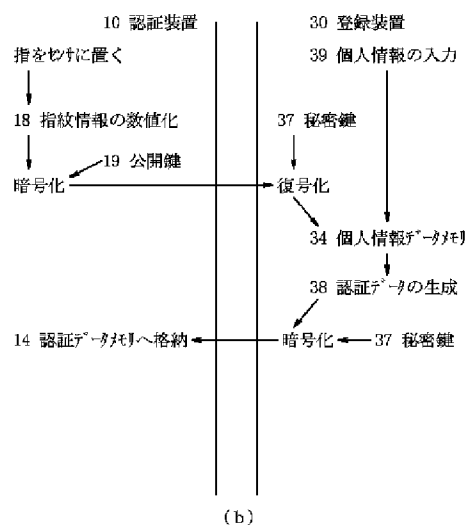 10 認証装置 30 登録装置
指をｾﾝｻに置く 39 個人情報の入力
18 指紋情報の数値化 37 秘密鍵
19 公開鍵
暗号化 復号化
34 個人情報ﾃﾞｰﾀﾒﾓﾘ
38 認証ﾃﾞｰﾀの生成
14 認証ﾃﾞｰﾀﾒﾓﾘへ格納 暗号化 37 秘密鍵
(b)